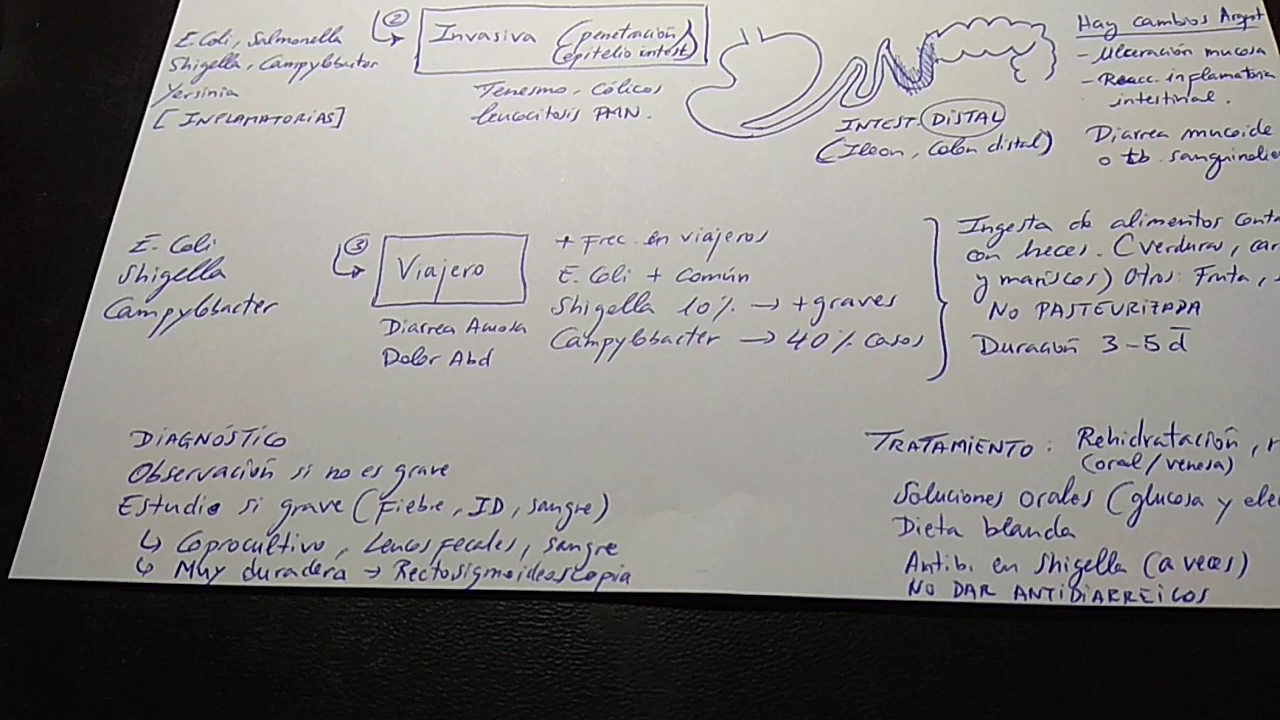 E.Coli, Salmonella
Shigella, Campylobacter
Yersinia
[INFLAMATORIAS]
②
Invasiva (penetración
epitelio intest)
Tenesmo, cólicos
leucocitosis PMN.
INTEST. DISTAL
(Ileon, colon distal)
Hay cambios
- Ulceración mucosa
- Reacc. inflamatoria
intestinal.
Diarrea mucoide
o tb.
E. Coli
Shigella
Campylobacter
③
Viajero
Diarrea Acuosa
Dolor Abd
+ Frec. en viajeros
E. Coli + común
Shigella 10% → + graves
Campylobacter → 40% casos
Ingesta de alimentos
con heces. (verduras,
y mariscos) Otros: Fruta,
NO PASTEURIZADA
Duración 3-5 d
DIAGNÓSTICO
Observación si no es grave
Estudio si grave (Fiebre, ID, sangre)
↳ Coprocultivo, Leucos fecales, sangre
↳ Muy duradera → Rectosigmoideoscopia
TRATAMIENTO: Rehidratación,
(oral/venosa)
Soluciones orales (glucosa y
Dieta blanda
Antib. en Shigella (a veces)
NO DAR ANTIDIARREICOS